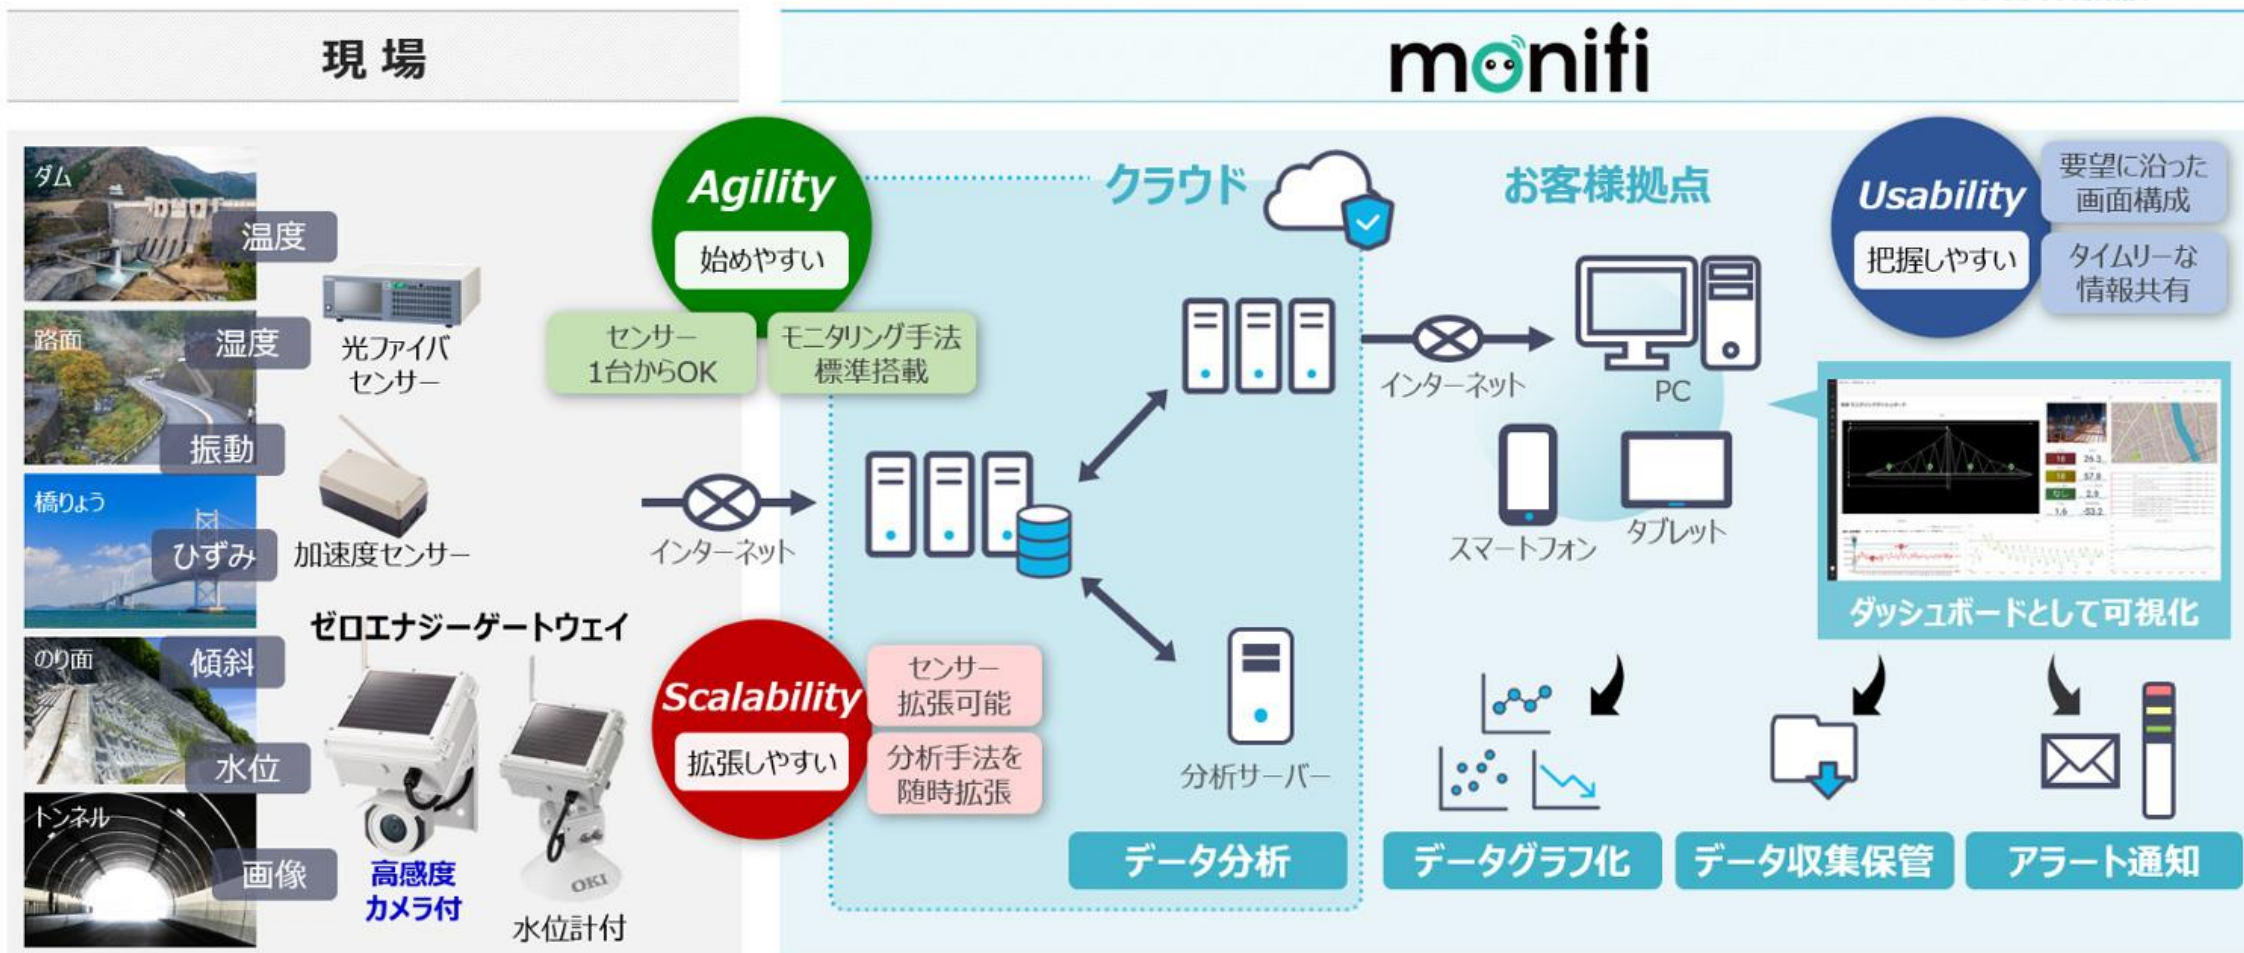 現場
monifi
ダム
温度
路面
湿度
振動
橋りょう
ひずみ
のり面
傾斜
水位
トンネル
画像
光ファイバ
センサー
加速度センサー
ゼロエナジーゲートウェイ
高感度
カメラ付
OKI
水位計付
Agility
始めやすい
センサー
1台からOK
モニタリング手法
標準搭載
インターネット
Scalability
拡張しやすい
センサー
拡張可能
分析手法を
随時拡張
クラウド
分析サーバー
データ分析
お客様拠点
インターネット
PC
スマートフォン
タブレット
Usability
把握しやすい
要望に沿った
画面構成
タイムリーな
情報共有
ダッシュボードとして可視化
データグラフ化
データ収集保管
アラート通知